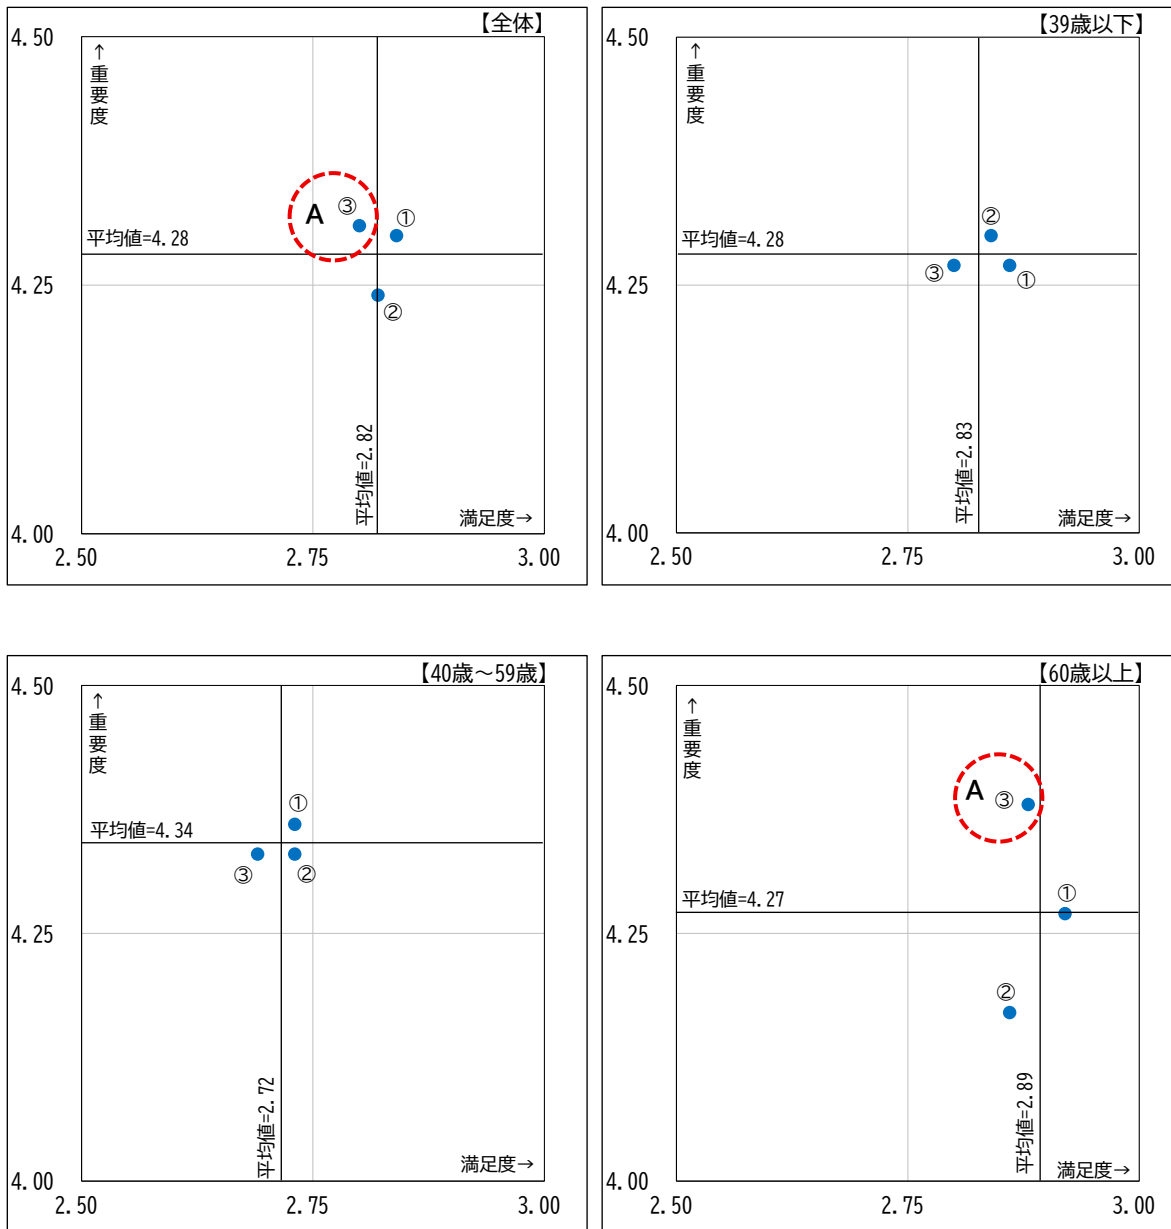 【全体】
4.50
↑
重
要
度
A
③
①
平均値=4.28
4.25
②
平均値=2.82
満足度→
4.00
2.50
2.75
3.00
【39歳以下】
4.50
↑
重
要
度
②
平均値=4.28
③
①
4.25
平均値=2.83
満足度→
4.00
2.50
2.75
3.00
【40歳～59歳】
4.50
↑
重
要
度
①
平均値=4.34
③
②
4.25
平均値=2.72
満足度→
4.00
2.50
2.75
3.00
【60歳以上】
4.50
↑
重
要
度
A
③
①
平均値=4.27
4.25
②
平均値=2.89
満足度→
4.00
2.50
2.75
3.00